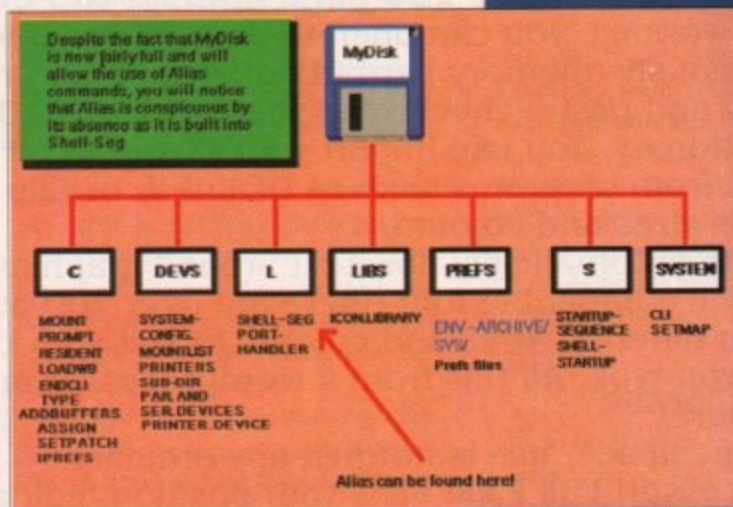 Despite the fact that MyDisk
is now fairly full and will
allow the use of Alias
commands, you will notice
that Alias is conspicuous by
its absence as it is built into
Shell-Seg
MyDisk
C
DEVS
L
LIBS
PREFS
S
SYSTEM
MOUNT
PROMPT
RESIDENT
LOADWB
ENDCLI
TYPE
ADDBUFFERS
ASSIGN
SETPATCH
IPREFS
SYSTEM-
CONFIG.
MOUNTLIST
PRINTERS
SUB-DIR
PAR. AND
SER.DEVICES
PRINTER.DEVICE
SHELL-SEG
PORT-
HANDLER
ICON.LIBRARY
ENV-ARCHIVE/
SYS/
Prefs files
STARTUP-
SEQUENCE
SHELL-
STARTUP
CLI
SETMAP
Alias can be found here!